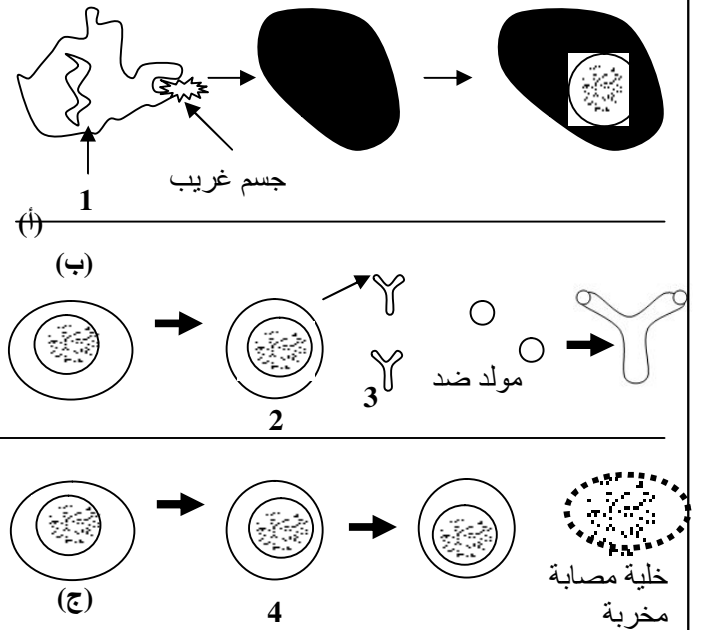 جسم غريب
1
(أ)
(ب)
3
مولد ضد
2
خلية مصابة
مخربة
(ج)
4